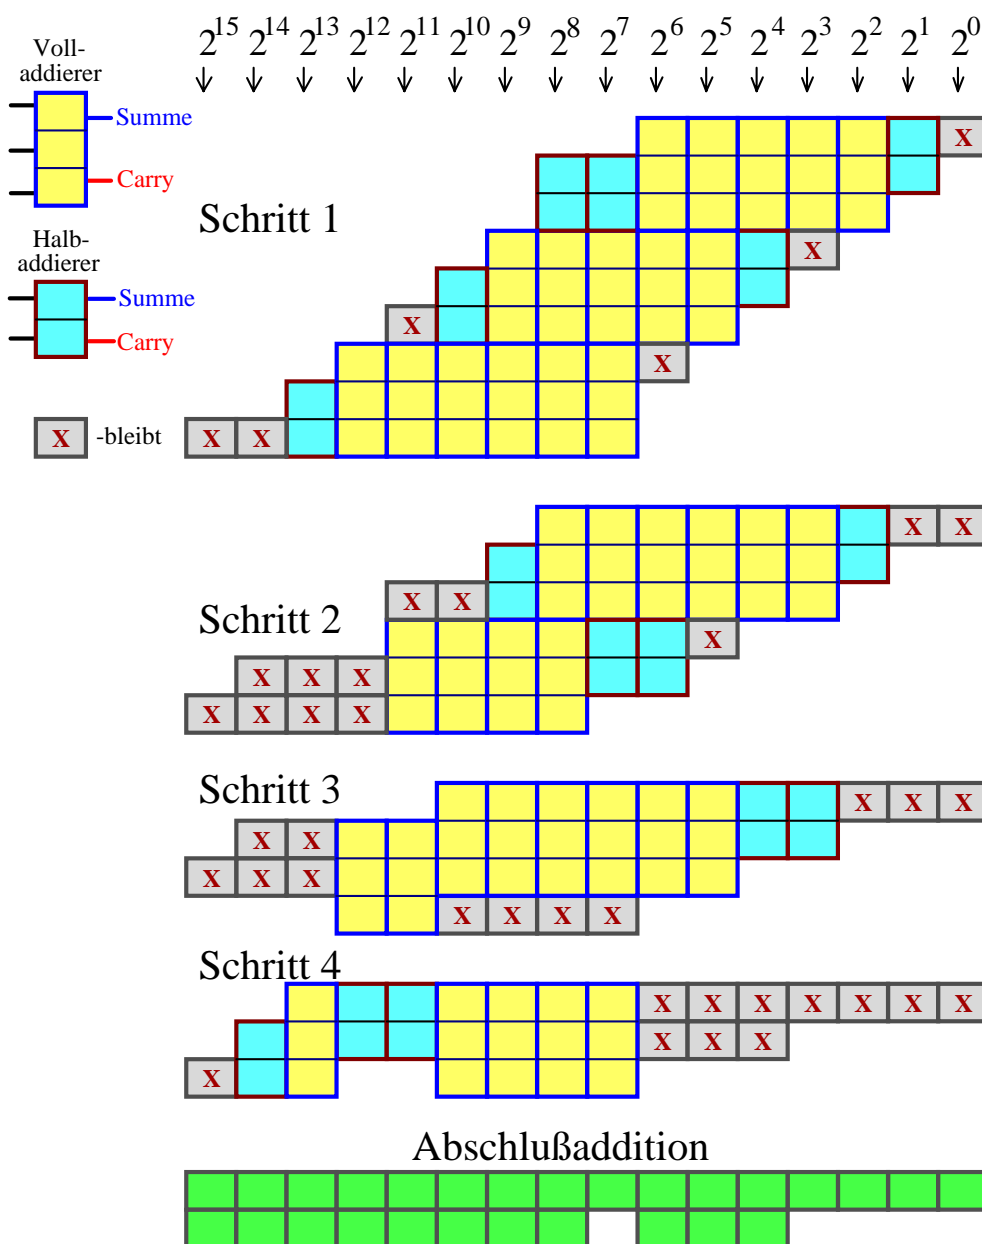 2^15 2^14 2^13 2^12 2^11 2^10 2^9 2^8 2^7 2^6 2^5 2^4 2^3 2^2 2^1 2^0
Voll-
addierer
Summe
Carry
Halb-
addierer
Summe
Carry
X -bleibt
Schritt 1
X
X
X
X
X X
Schritt 2
X X
X X
X
X X X
X X X X
Schritt 3
X X X
X X
X X X
X X X X
Schritt 4
X X X X X X X
X X X
X
Abschlußaddition